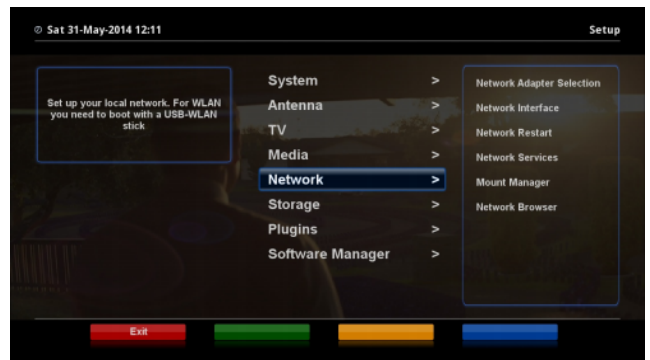 Sat 31-May-2014 12:11
Setup
Set up your local network. For WLAN
you need to boot with a USB-WLAN
stick
System >
Antenna >
TV >
Media >
Network >
Storage >
Plugins >
Software Manager >
Network Adapter Selection
Network Interface
Network Restart
Network Services
Mount Manager
Network Browser
Exit